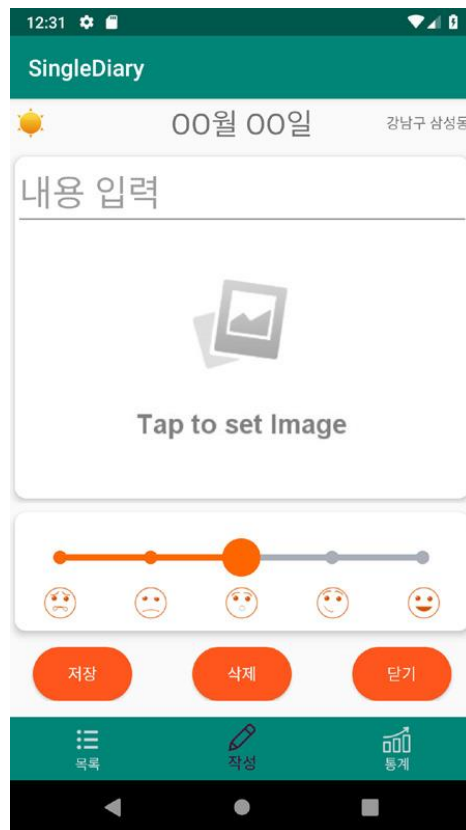 12:31
SingleDiary
00월 00일
강남구 삼성동
내용 입력
Tap to set Image
저장 삭제 닫기
목록 작성 통계